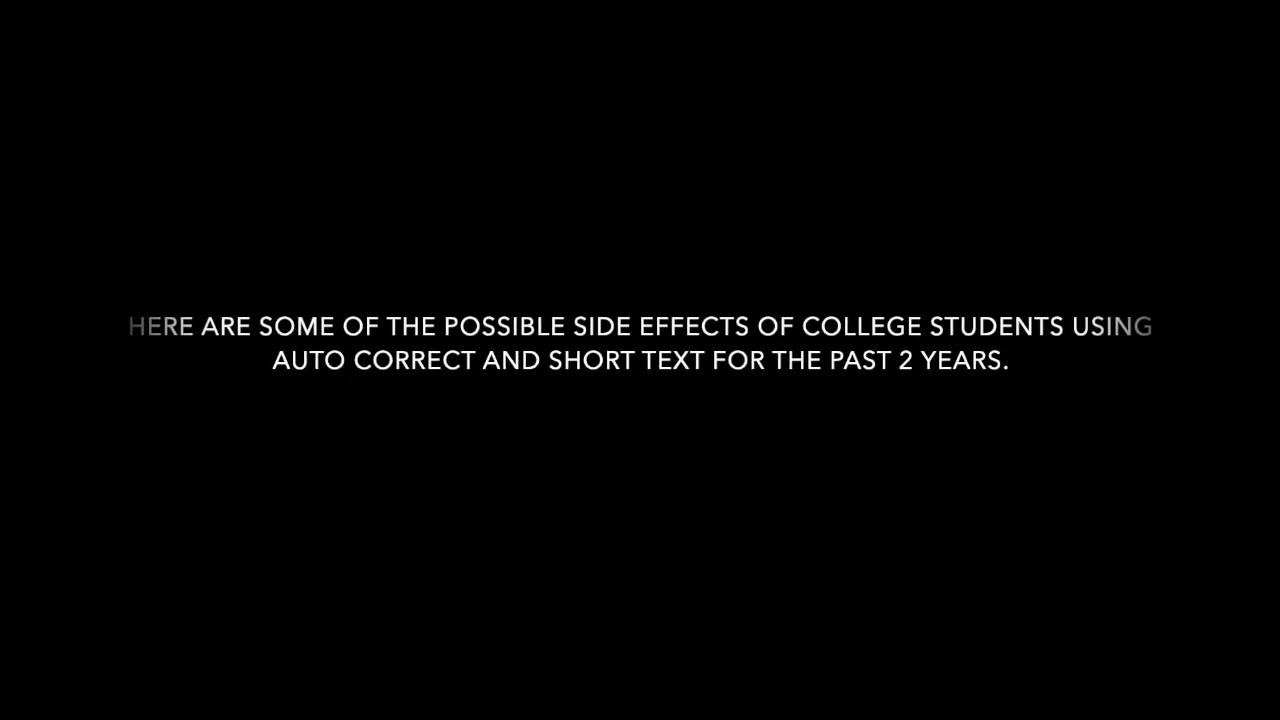 HERE ARE SOME OF THE POSSIBLE SIDE EFFECTS OF COLLEGE STUDENTS USING
AUTO CORRECT AND SHORT TEXT FOR THE PAST 2 YEARS.